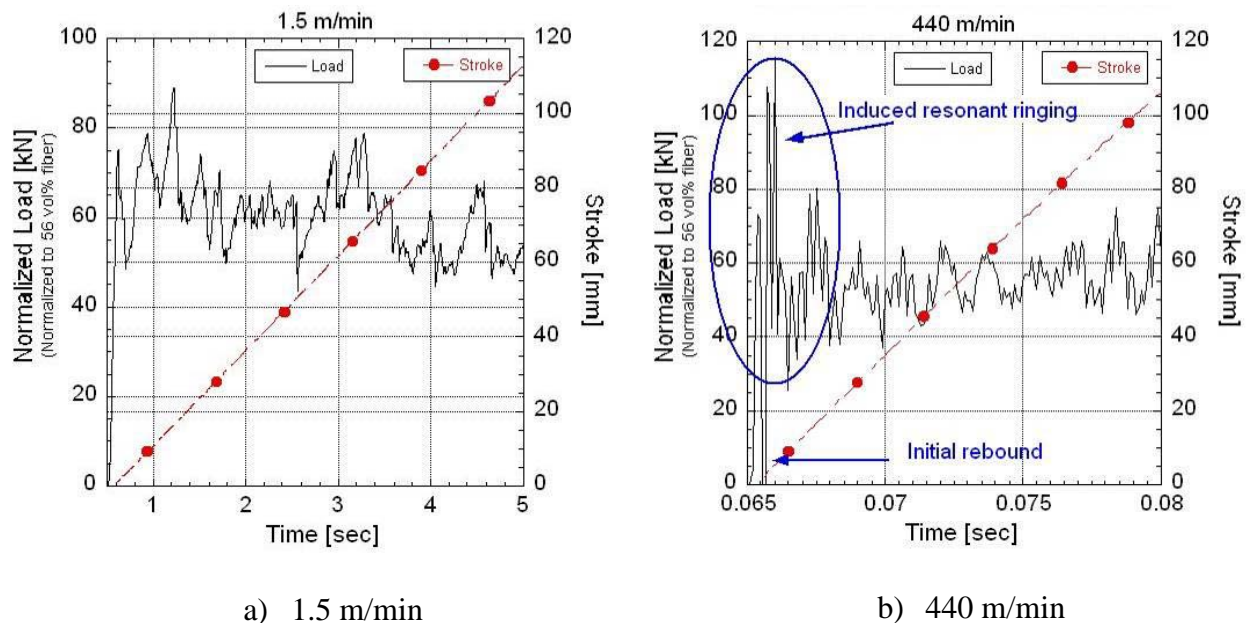 1.5 m/min
100
80
60
40
20
0
Normalized Load [kN]
(Normalized to 56 vol% fiber)
Load
Stroke
120
100
80
60
40
20
0
Stroke [mm]
1 2 3 4 5
Time [sec]
a) 1.5 m/min
440 m/min
120
100
80
60
40
20
0
Normalized Load [kN]
(Normalized to 56 vol% fiber)
Load
Stroke
Induced resonant ringing
Initial rebound
120
100
80
60
40
20
0
Stroke [mm]
0.065 0.07 0.075 0.08
Time [sec]
b) 440 m/min